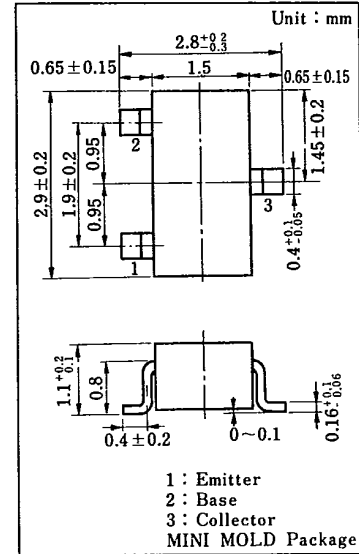 Unit : mm
2.8 +0.2 -0.3
0.65±0.15
1.5
0.65±0.15
2.9±0.2
1.9±0.2
0.95
0.95
2
1
3
1.45±0.2
0.4 +0.1 -0.05
1.1 +0.2 -0.1
0.8
0.4±0.2
0~0.1
0.16 +0.1 -0.06
1 : Emitter
2 : Base
3 : Collector
MINI MOLD Package